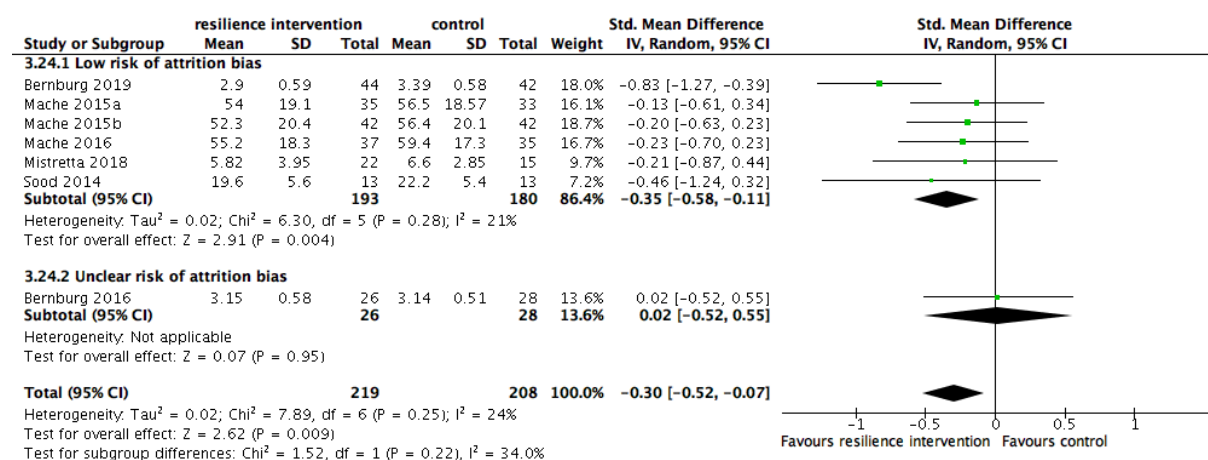 resilience intervention control Std. Mean Difference Std. Mean Difference
Study or Subgroup Mean SD Total Mean SD Total Weight IV, Random, 95% CI IV, Random, 95% CI
3.24.1 Low risk of attrition bias
Bernburg 2019 2.9 0.59 44 3.39 0.58 42 18.0% -0.83 [-1.27, -0.39]
Mache 2015a 54 19.1 35 56.5 18.57 33 16.1% -0.13 [-0.61, 0.34]
Mache 2015b 52.3 20.4 42 56.4 20.1 42 18.7% -0.20 [-0.63, 0.23]
Mache 2016 55.2 18.3 37 59.4 17.3 35 16.7% -0.23 [-0.70, 0.23]
Mistretta 2018 5.82 3.95 22 6.6 2.85 15 9.7% -0.21 [-0.87, 0.44]
Sood 2014 19.6 5.6 13 22.2 5.4 13 7.2% -0.46 [-1.24, 0.32]
Subtotal (95% CI) 193 180 86.4% -0.35 [-0.58, -0.11]
Heterogeneity: Tau² = 0.02; Chi² = 6.30, df = 5 (P = 0.28); I² = 21%
Test for overall effect: Z = 2.91 (P = 0.004)
3.24.2 Unclear risk of attrition bias
Bernburg 2016 3.15 0.58 26 3.14 0.51 28 13.6% 0.02 [-0.52, 0.55]
Subtotal (95% CI) 26 28 13.6% 0.02 [-0.52, 0.55]
Heterogeneity: Not applicable
Test for overall effect: Z = 0.07 (P = 0.95)
Total (95% CI) 219 208 100.0% -0.30 [-0.52, -0.07]
Heterogeneity: Tau² = 0.02; Chi² = 7.89, df = 6 (P = 0.25); I² = 24%
Test for overall effect: Z = 2.62 (P = 0.009)
Test for subgroup differences: Chi² = 1.52, df = 1 (P = 0.22), I² = 34.0%
-1 -0.5 0 0.5 1
Favours resilience intervention Favours control